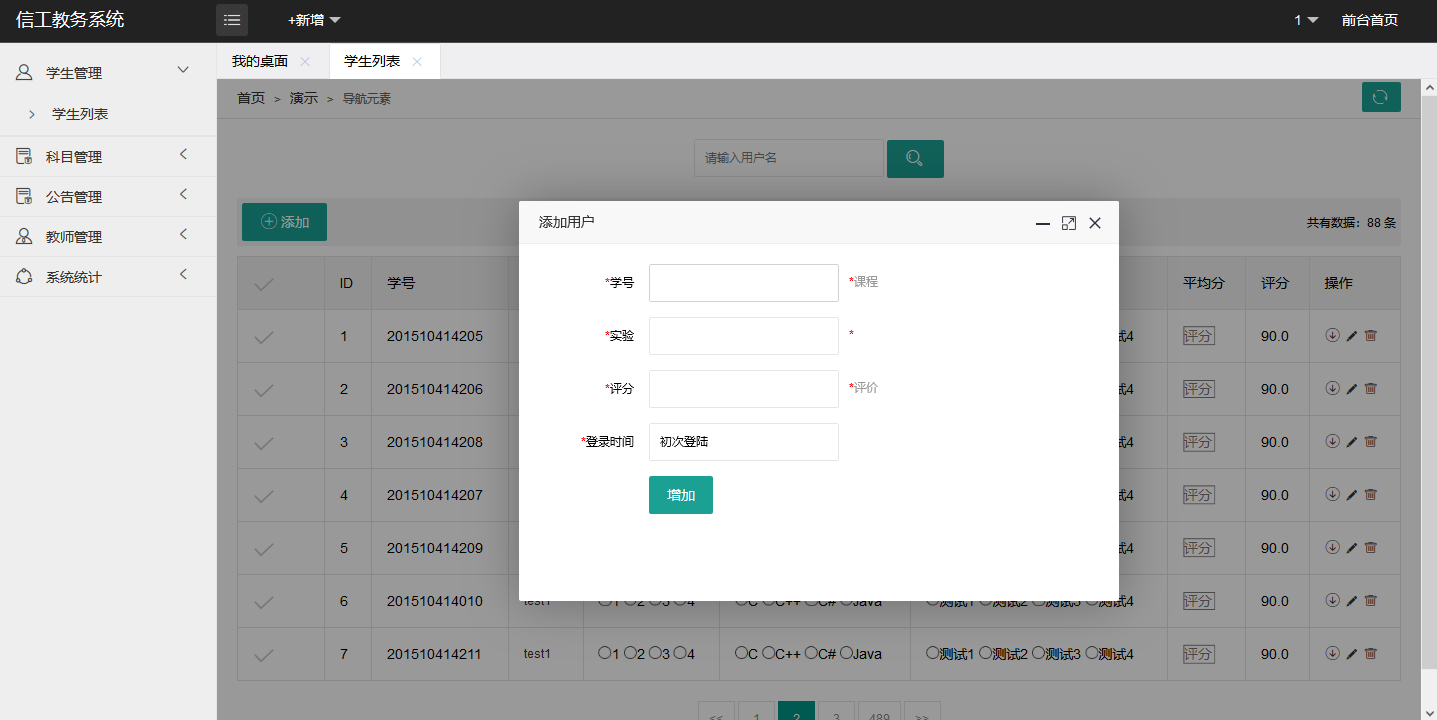 信工教务系统
+新增
1
前台首页
学生管理
学生列表
科目管理
公告管理
教师管理
系统统计
我的桌面
学生列表
首页 > 演示 > 导航元素
请输入用户名
添加
共有数据：88 条
添加用户
*学号
*课程
*实验
*
*评分
*评价
*登录时间
初次登陆
增加
ID 学号 平均分 评分 操作
1 201510414205 试4 评分 90.0
2 201510414206 试4 评分 90.0
3 201510414208 试4 评分 90.0
4 201510414207 试4 评分 90.0
5 201510414209 试4 评分 90.0
6 201510414010 test1 1 2 3 4 C C++ C# Java 测试1 测试2 测试3 测试4 评分 90.0
7 201510414211 test1 1 2 3 4 C C++ C# Java 测试1 测试2 测试3 测试4 评分 90.0
<< 1 2 3 489 >>